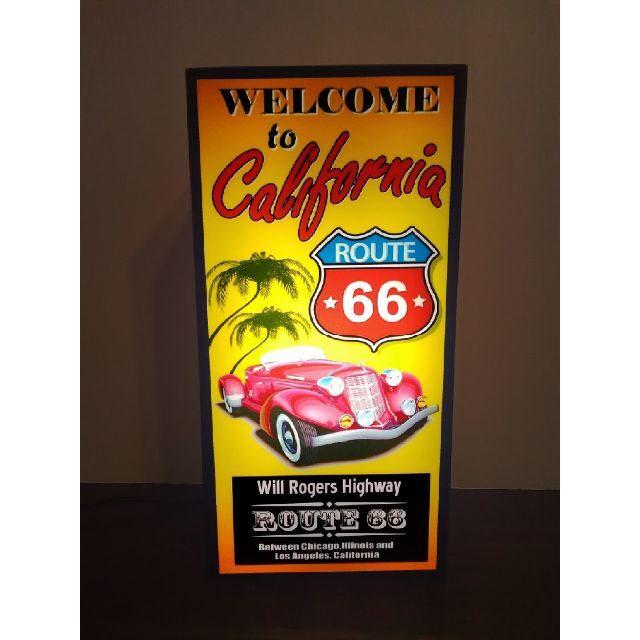 WELCOME
to
California
ROUTE
66
Will Rogers Highway
ROUTE 66
Between Chicago, Illinois and
Los Angeles, California